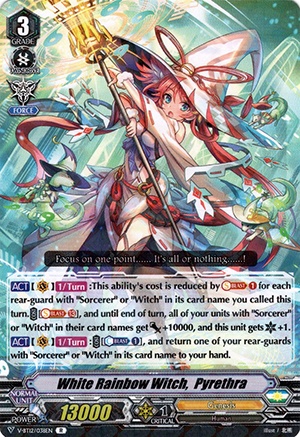 3
GRADE
FORCE
Focus on one point...... It's all or nothing......!
ACT 1/Turn :This ability's cost is reduced by SOUL BLAST (1) for each
rear-guard with "Sorcerer" or "Witch" in its card name you called this
turn, and until end of turn, all of your units with "Sorcerer"
or "Witch" in their card names get +10000, and this unit gets +1.
ACT 1/Turn :, and return one of your rear-guards
with "Sorcerer" or "Witch" in its card name to your hand.
White Rainbow Witch, Pyrethra
NORMAL UNIT
POWER 13000
1 CRITICAL
Genesis
Human
V-BT12/038EN R